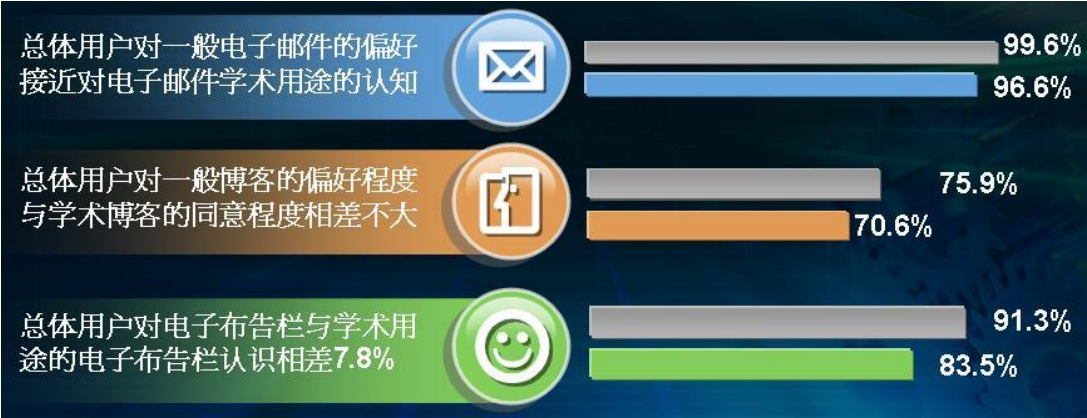 总体用户对一般电子邮件的偏好
接近对电子邮件学术用途的认知
99.6%
96.6%
总体用户对一般博客的偏好程度
与学术博客的同意程度相差不大
75.9%
70.6%
总体用户对电子布告栏与学术用
途的电子布告栏认识相差7.8%
91.3%
83.5%